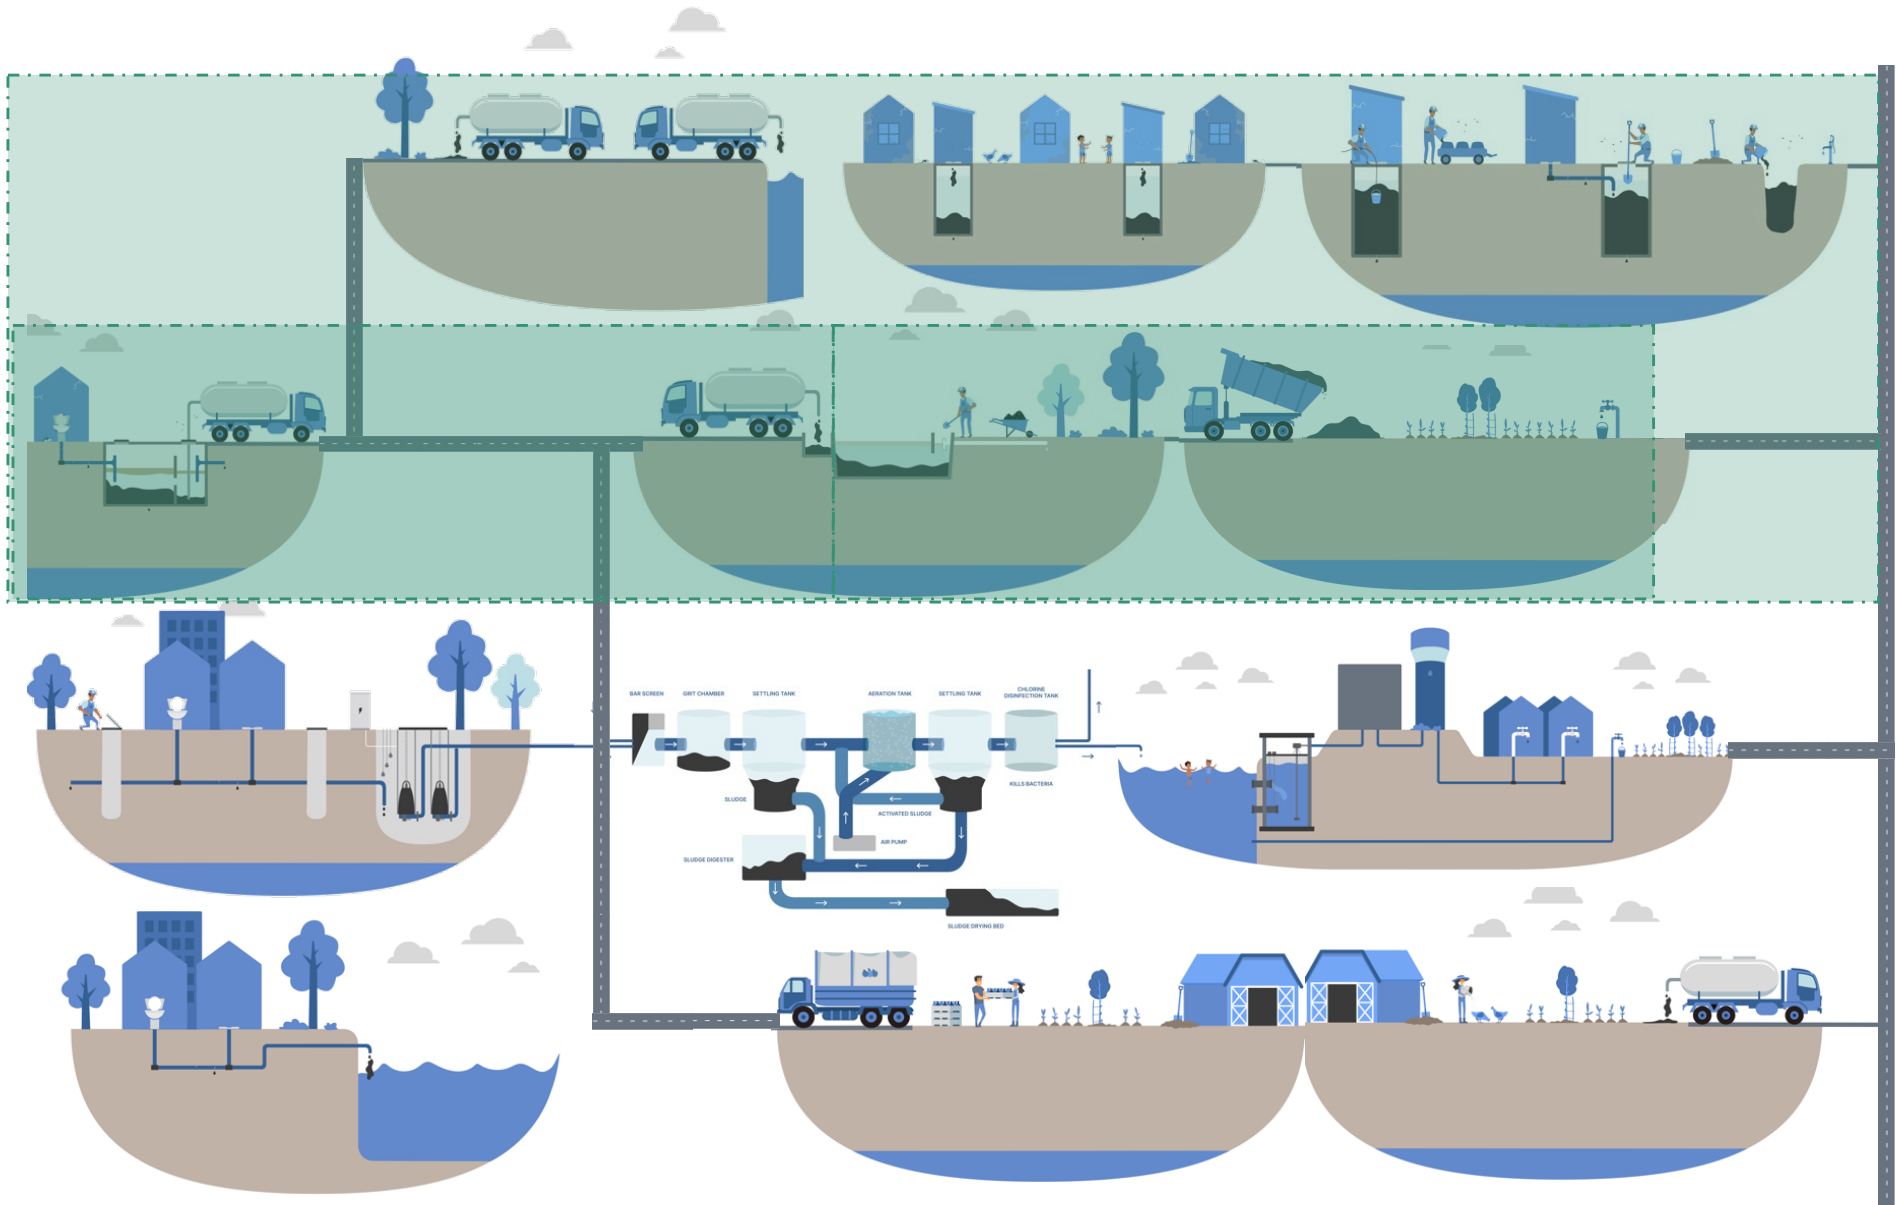 BAR SCREEN
GRIT CHAMBER
SETTLING TANK
AERATION TANK
SETTLING TANK
CHLORINE
DISINFECTION TANK
KILLS BACTERIA
SLUDGE
ACTIVATED SLUDGE
AIR PUMP
SLUDGE DIGESTER
SLUDGE DRYING BED